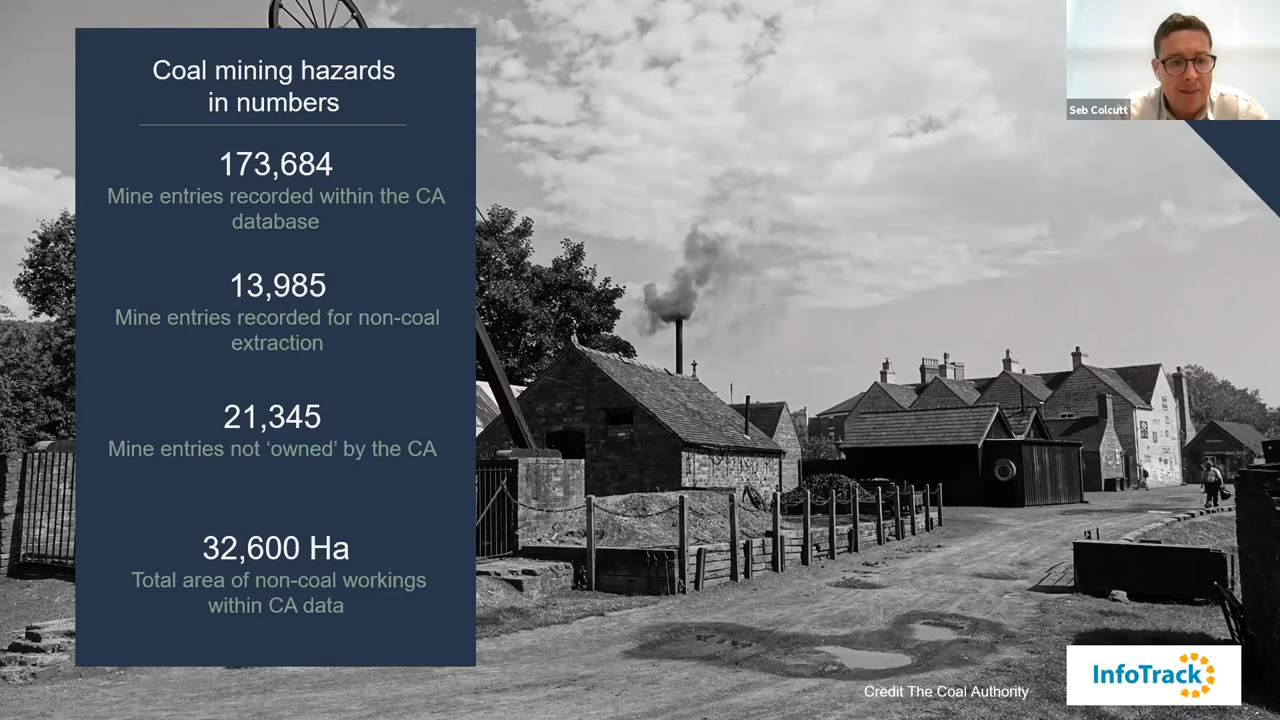 Coal mining hazards
in numbers
173,684
Mine entries recorded within the CA
database
13,985
Mine entries recorded for non-coal
extraction
21,345
Mine entries not ‘owned’ by the CA
32,600 Ha
Total area of non-coal workings
within CA data
Seb Colcutt
Credit The Coal Authority
InfoTrack